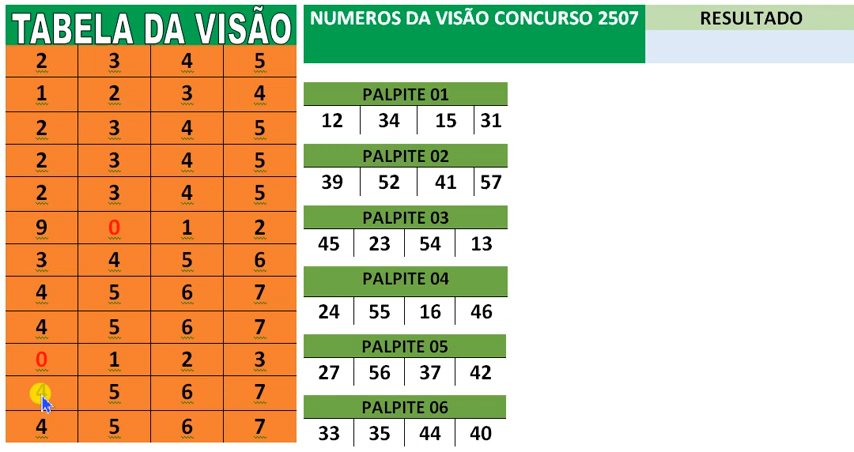 TABELA DA VISÃO
2 3 4 5
1 2 3 4
2 3 4 5
2 3 4 5
2 3 4 5
9 0 1 2
3 4 5 6
4 5 6 7
4 5 6 7
0 1 2 3
4 5 6 7
4 5 6 7
NUMEROS DA VISÃO CONCURSO 2507
RESULTADO
PALPITE 01
12 34 15 31
PALPITE 02
39 52 41 57
PALPITE 03
45 23 54 13
PALPITE 04
24 55 16 46
PALPITE 05
27 56 37 42
PALPITE 06
33 35 44 40